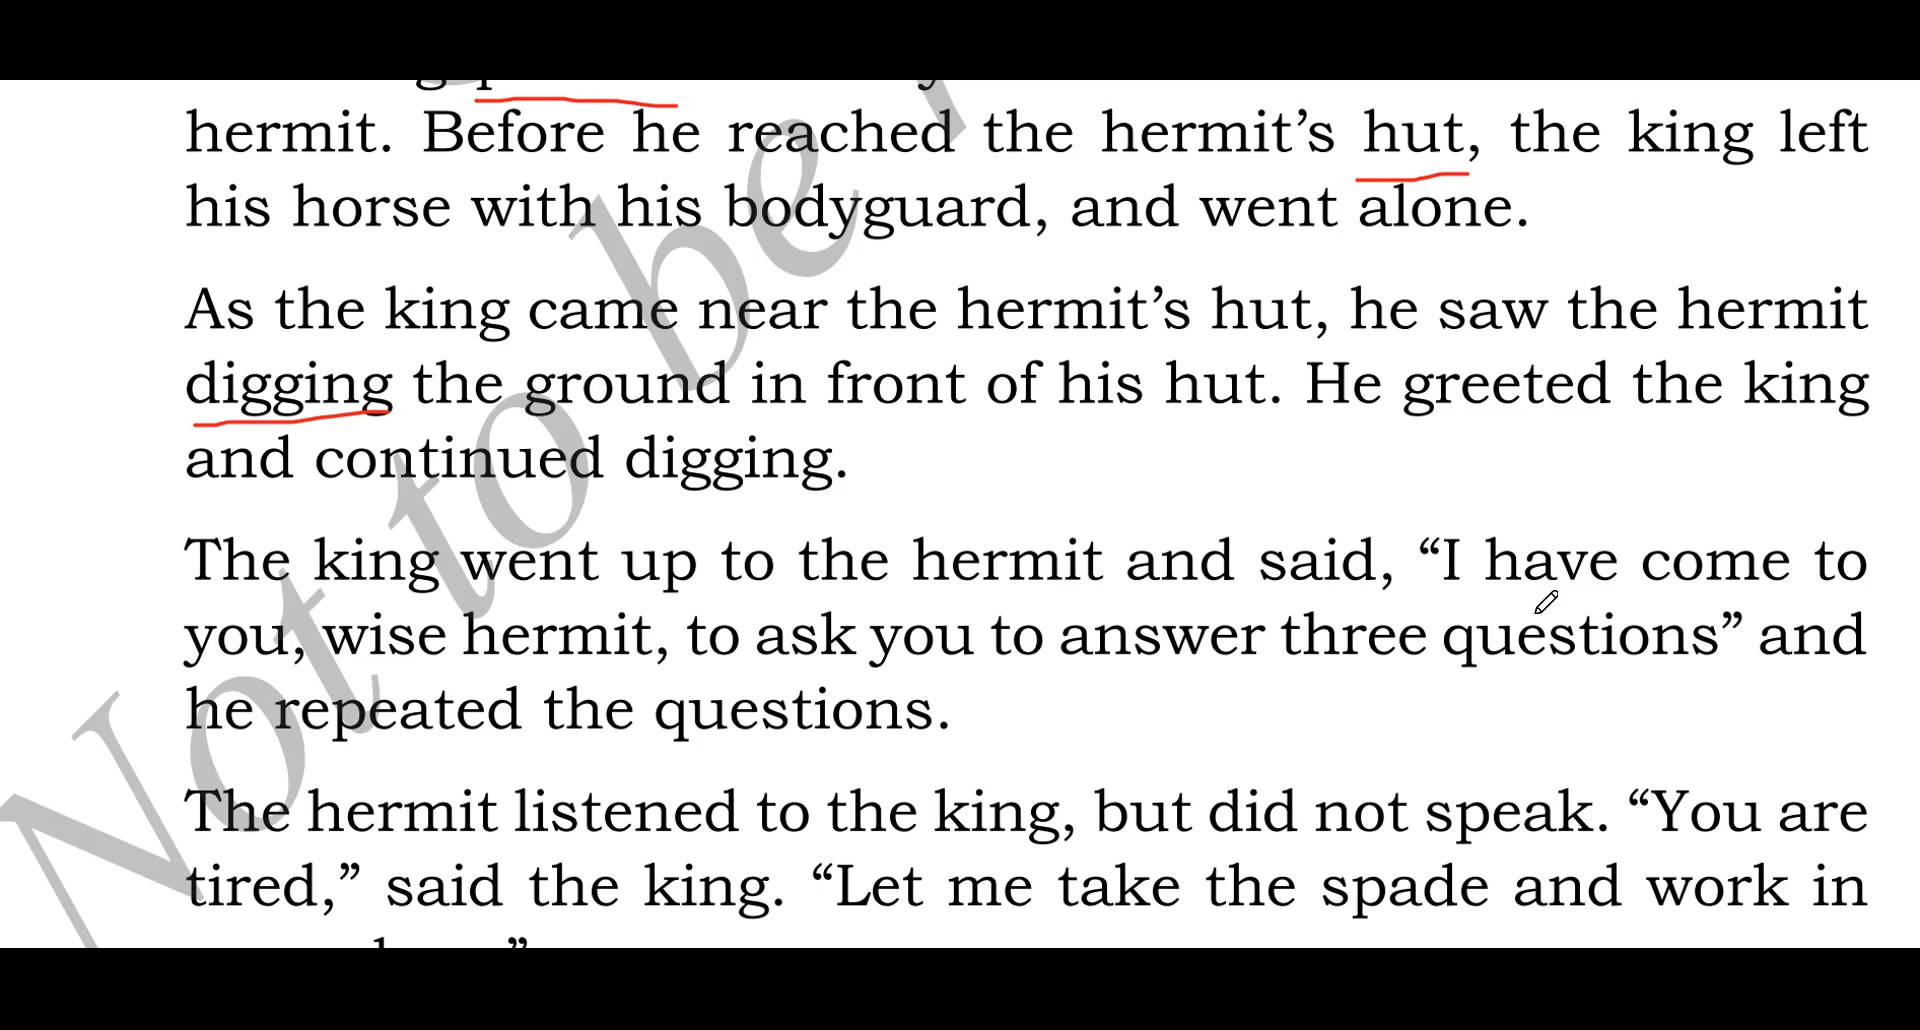 hermit. Before he reached the hermit’s hut, the king left
his horse with his bodyguard, and went alone.
As the king came near the hermit’s hut, he saw the hermit
digging the ground in front of his hut. He greeted the king
and continued digging.
The king went up to the hermit and said, “I have come to
you, wise hermit, to ask you to answer three questions” and
he repeated the questions.
The hermit listened to the king, but did not speak. “You are
tired,” said the king. “Let me take the spade and work in
Not to be